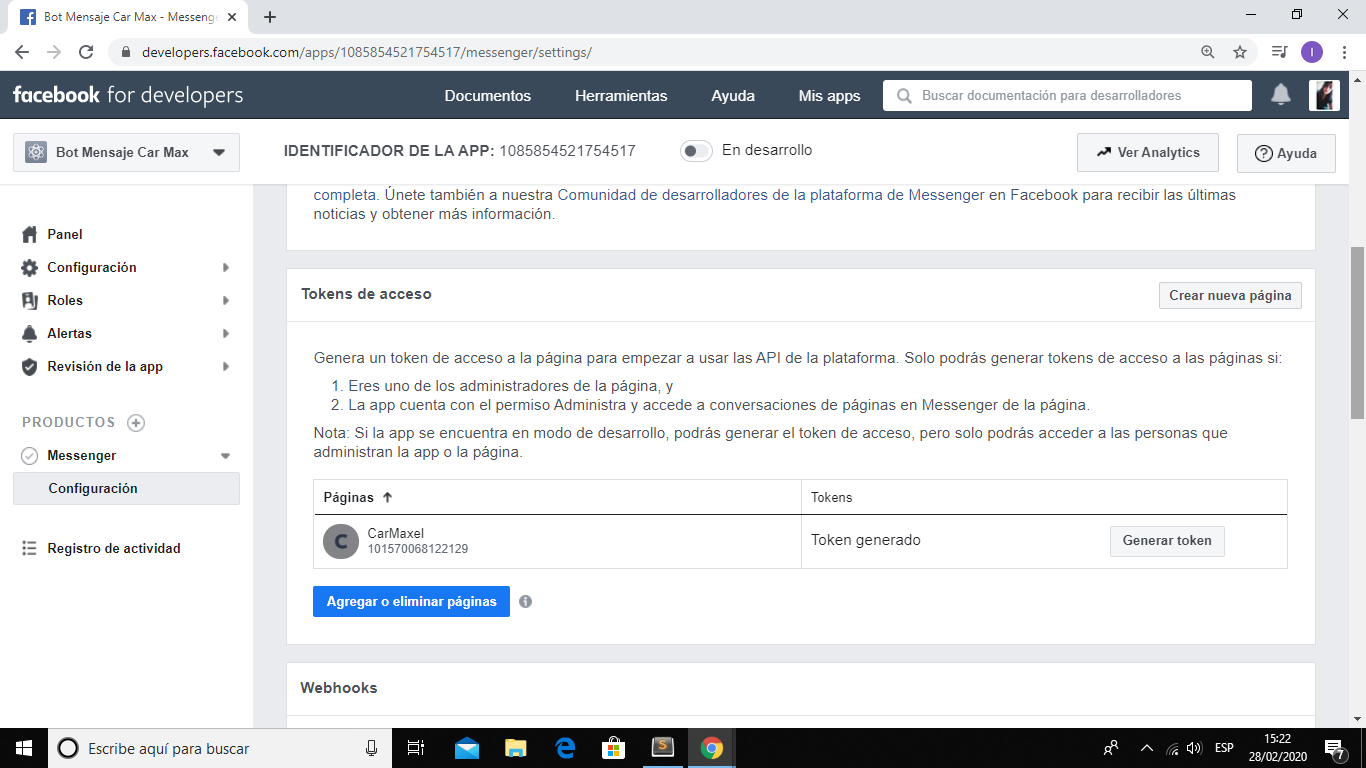 Bot Mensaje Car Max - Messenge
developers.facebook.com/apps/1085854521754517/messenger/settings/
I
facebook for developers
Documentos
Herramientas
Ayuda
Mis apps
Buscar documentación para desarrolladores
Bot Mensaje Car Max
IDENTIFICADOR DE LA APP: 1085854521754517
En desarrollo
Ver Analytics
Ayuda
completa. Únete también a nuestra Comunidad de desarrolladores de la plataforma de Messenger en Facebook para recibir las últimas
noticias y obtener más información.
Panel
Configuración
Roles
Alertas
Revisión de la app
PRODUCTOS
Messenger
Configuración
Registro de actividad
Tokens de acceso
Crear nueva página
Genera un token de acceso a la página para empezar a usar las API de la plataforma. Solo podrás generar tokens de acceso a las páginas si:
1. Eres uno de los administradores de la página, y
2. La app cuenta con el permiso Administra y accede a conversaciones de páginas en Messenger de la página.
Nota: Si la app se encuentra en modo de desarrollo, podrás generar el token de acceso, pero solo podrás acceder a las personas que
administran la app o la página.
Páginas
Tokens
C
CarMaxel
101570068122129
Token generado
Generar token
Agregar o eliminar páginas
Webhooks
Escribe aquí para buscar
S
ESP
15:22
28/02/2020
7